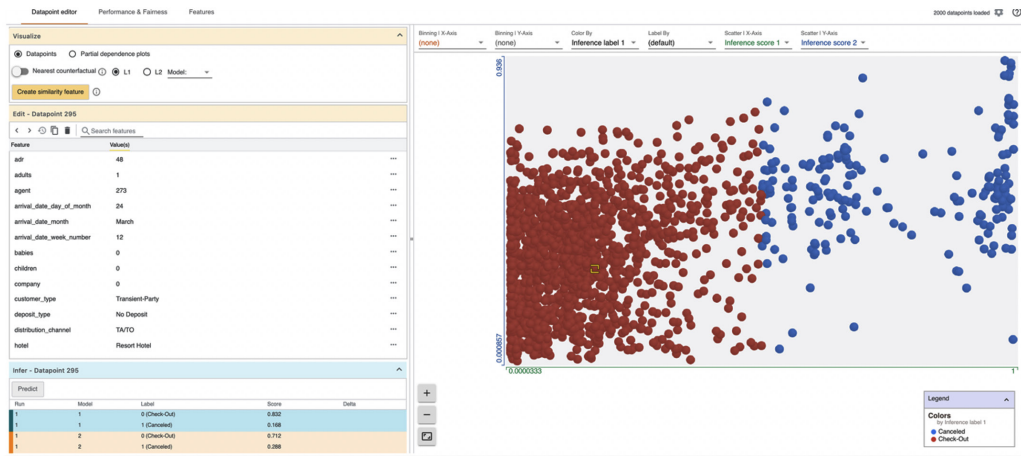 Datapoint editor Performance & Fairness Features 2000 datapoints loaded
Visualize
Datapoints Partial dependence plots
Nearest counterfactual L1 L2 Model:
Create similarity feature
Edit - Datapoint 295
Search features
Feature Value(s)
adr 48
adults 1
agent 273
arrival_date_day_of_month 24
arrival_date_month March
arrival_date_week_number 12
babies 0
children 0
company 0
customer_type Transient-Party
deposit_type No Deposit
distribution_channel TA/TO
hotel Resort Hotel
Infer - Datapoint 295
Predict
Run Model Label Score Delta
1 1 0 (Check-Out) 0.832
1 1 1 (Canceled) 0.168
1 2 0 (Check-Out) 0.712
1 2 1 (Canceled) 0.288
Binning | X-Axis Binning | Y-Axis Color By Label By Scatter | X-Axis Scatter | Y-Axis
(none) (none) Inference label 1 (default) Inference score 1 Inference score 2
0.936
0.000857
0.0000333 1
Legend
Colors
by Inference label 1
Canceled
Check-Out